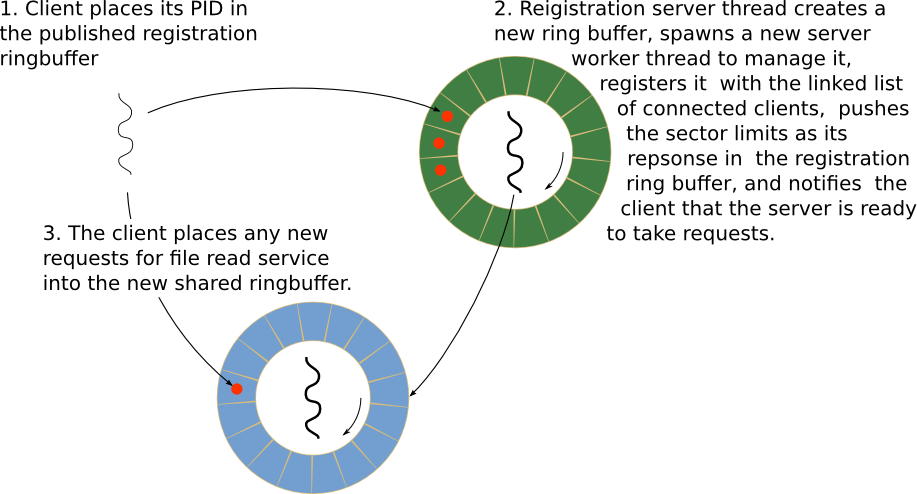 1. Client places its PID in
the published registration
ringbuffer
2. Reigistration server thread creates a
new ring buffer, spawns a new server
worker thread to manage it,
registers it  with the linked list
of connected clients,  pushes
the sector limits as its
repsonse in  the registration
ring buffer, and notifies  the
client that the server is ready
to take requests.
3. The client places any new
requests for file read service
into the new shared ringbuffer.